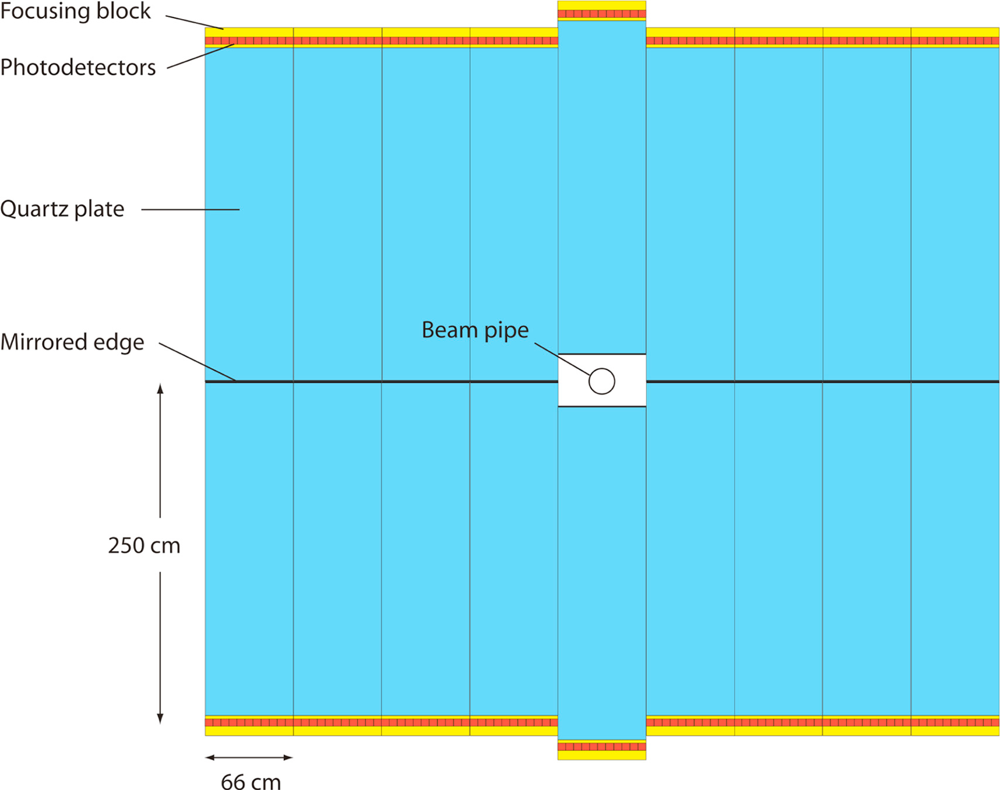 Focusing block
Photodetectors
Quartz plate
Beam pipe
Mirrored edge
250 cm
66 cm